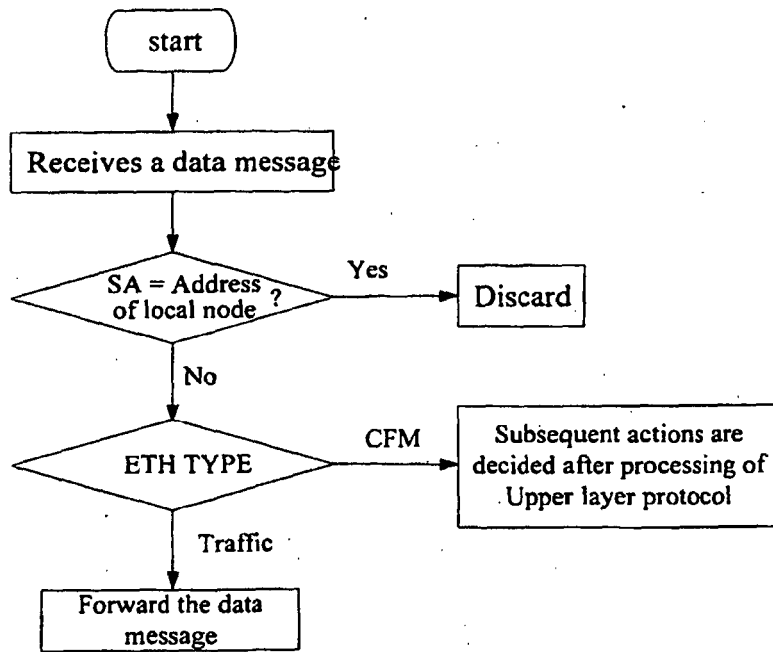 start
Receives a data message
SA = Address
of local node ?
Yes
Discard
No
ETH TYPE
CFM
Subsequent actions are
decided after processing of
Upper layer protocol
Traffic
Forward the data
message